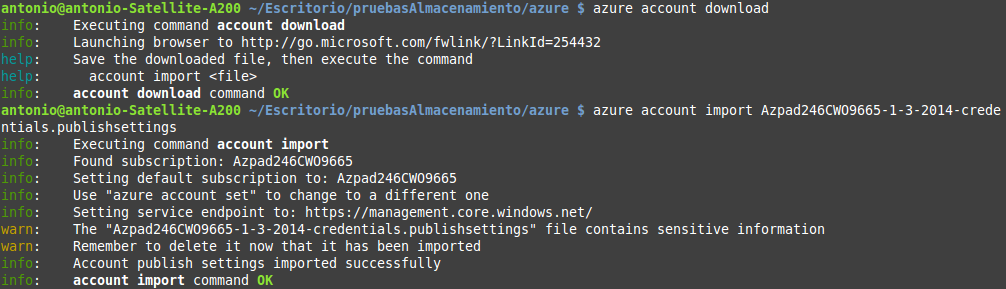 antonio@antonio-Satellite-A200 ~/Escritorio/pruebasAlmacenamiento/azure $ azure account download
info:    Executing command account download
info:    Launching browser to http://go.microsoft.com/fwlink/?LinkId=254432
help:    Save the downloaded file, then execute the command
help:      account import <file>
info:    account download command OK
antonio@antonio-Satellite-A200 ~/Escritorio/pruebasAlmacenamiento/azure $ azure account import Azpad246CWO9665-1-3-2014-crede
ntials.publishsettings
info:    Executing command account import
info:    Found subscription: Azpad246CWO9665
info:    Setting default subscription to: Azpad246CWO9665
info:    Use "azure account set" to change to a different one
info:    Setting service endpoint to: https://management.core.windows.net/
warn:    The "Azpad246CWO9665-1-3-2014-credentials.publishsettings" file contains sensitive information
warn:    Remember to delete it now that it has been imported
info:    Account publish settings imported successfully
info:    account import command OK